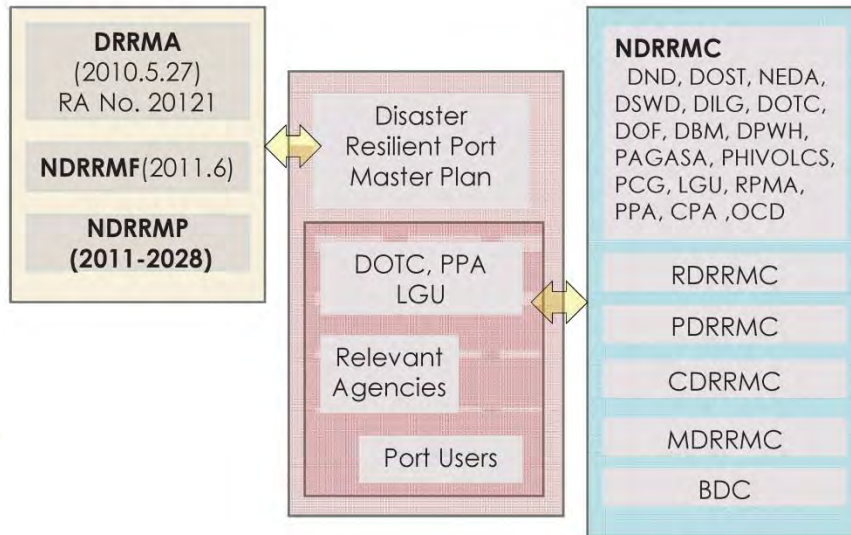 DRRMA
(2010.5.27)
RA No. 20121
NDRRMF(2011.6)
NDRRMP
(2011-2028)
Disaster
Resilient Port
Master Plan
DOTC, PPA
LGU
Relevant
Agencies
Port Users
NDRRMC
DND, DOST, NEDA,
DSWD, DILG, DOTC,
DOF, DBM, DPWH,
PAGASA, PHIVOLCS,
PCG, LGU, RPMA,
PPA, CPA ,OCD
RDRRMC
PDRRMC
CDRRMC
MDRRMC
BDC